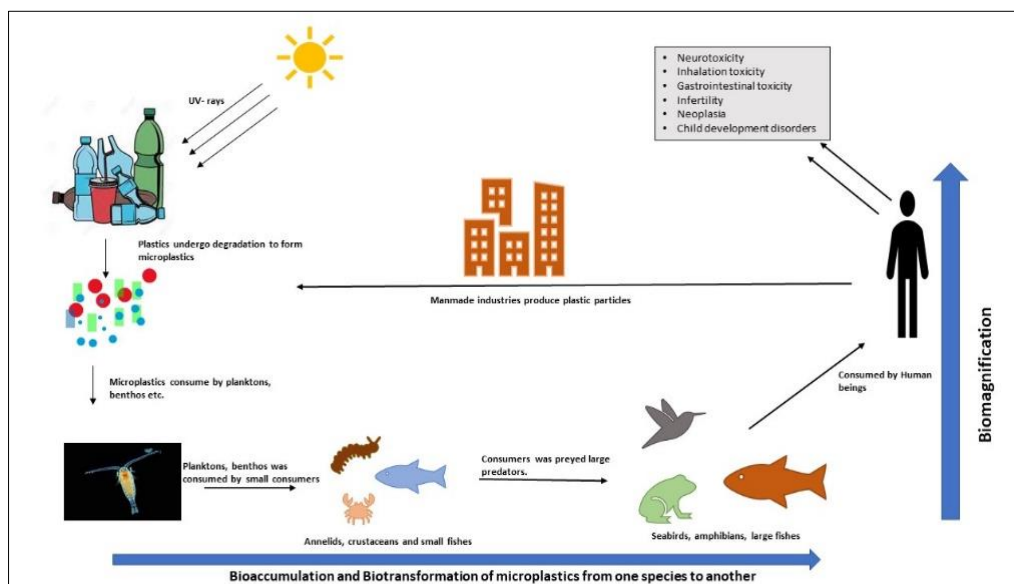 UV- rays
• Neurotoxicity
• Inhalation toxicity
• Gastrointestinal toxicity
• Infertility
• Neoplasia
• Child development disorders
Plastics undergo degradation to form
microplastics
Manmade industries produce plastic particles
Microplastics consume by planktons,
benthos etc.
Consumed by Human
beings
Biomagnification
Planktons, benthos was
consumed by small consumers
Consumers was preyed large
predators.
Annelids, crustaceans and small fishes
Seabirds, amphibians, large fishes
Bioaccumulation and Biotransformation of microplastics from one species to another